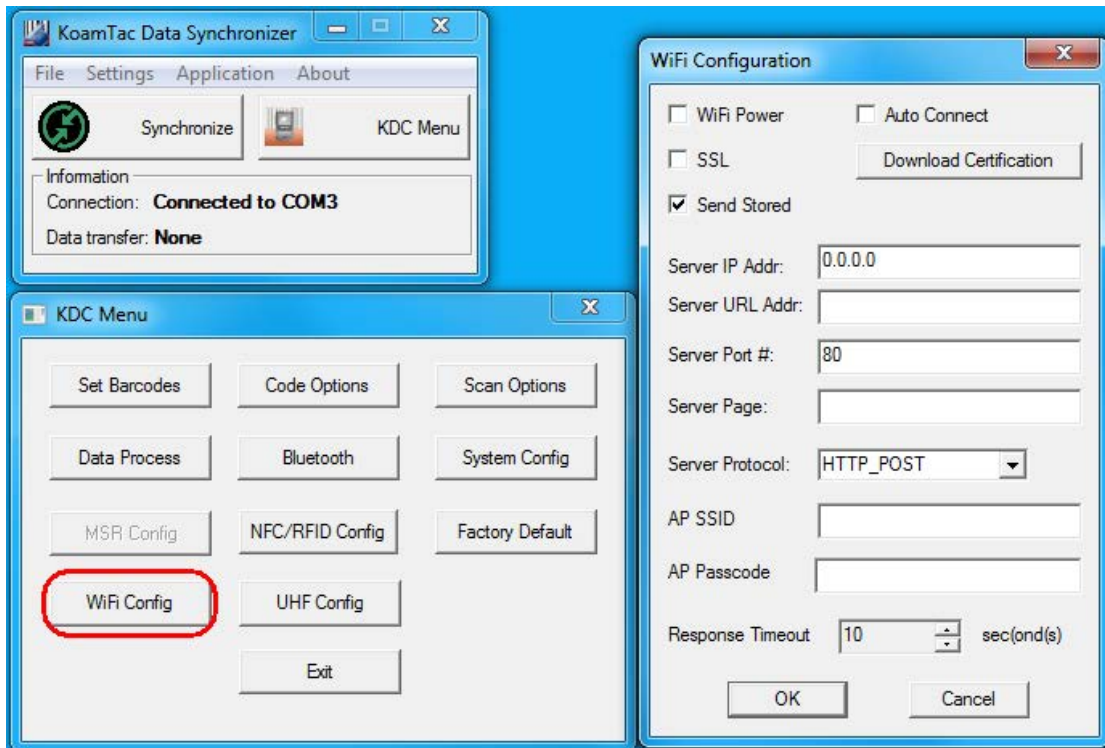 KoamTac Data Synchronizer
File Settings Application About
Synchronize KDC Menu
Information
Connection: Connected to COM3
Data transfer: None
KDC Menu
Set Barcodes Code Options Scan Options
Data Process Bluetooth System Config
MSR Config NFC/RFID Config Factory Default
WiFi Config UHF Config
Exit
WiFi Configuration
WiFi Power Auto Connect
SSL Download Certification
Send Stored
Server IP Addr: 0.0.0.0
Server URL Addr:
Server Port #: 80
Server Page:
Server Protocol: HTTP_POST
AP SSID
AP Passcode
Response Timeout 10 sec(ond(s)
OK Cancel